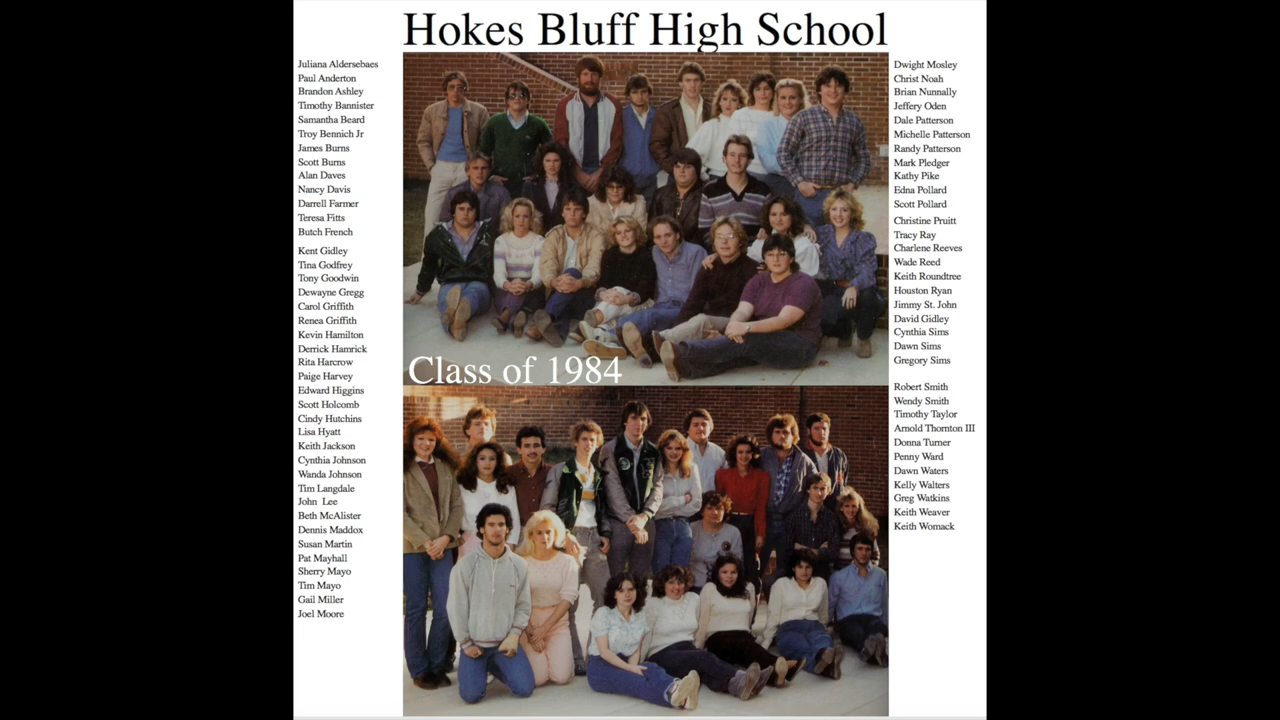 Hokes Bluff High School
Juliana Aldersebaes
Paul Anderton
Brandon Ashley
Timothy Bannister
Samantha Beard
Troy Bennich Jr
James Burns
Scott Burns
Alan Daves
Nancy Davis
Darrell Farmer
Teresa Fitts
Butch French
Kent Gidley
Tina Godfrey
Tony Goodwin
Dewayne Gregg
Carol Griffith
Renea Griffith
Kevin Hamilton
Derrick Hamrick
Rita Harcrow
Paige Harvey
Edward Higgins
Scott Holcomb
Cindy Hutchins
Lisa Hyatt
Keith Jackson
Cynthia Johnson
Wanda Johnson
Tim Langdale
John Lee
Beth McAlister
Dennis Maddox
Susan Martin
Pat Mayhall
Sherry Mayo
Tim Mayo
Gail Miller
Joel Moore
Class of 1984
Dwight Mosley
Christ Noah
Brian Nunnally
Jeffery Oden
Dale Patterson
Michelle Patterson
Randy Patterson
Mark Pledger
Kathy Pike
Edna Pollard
Scott Pollard
Christine Pruitt
Tracy Ray
Charlene Reeves
Wade Reed
Keith Roundtree
Houston Ryan
Jimmy St. John
David Gidley
Cynthia Sims
Dawn Sims
Gregory Sims
Robert Smith
Wendy Smith
Timothy Taylor
Arnold Thornton III
Donna Turner
Penny Ward
Dawn Waters
Kelly Walters
Greg Watkins
Keith Weaver
Keith Womack